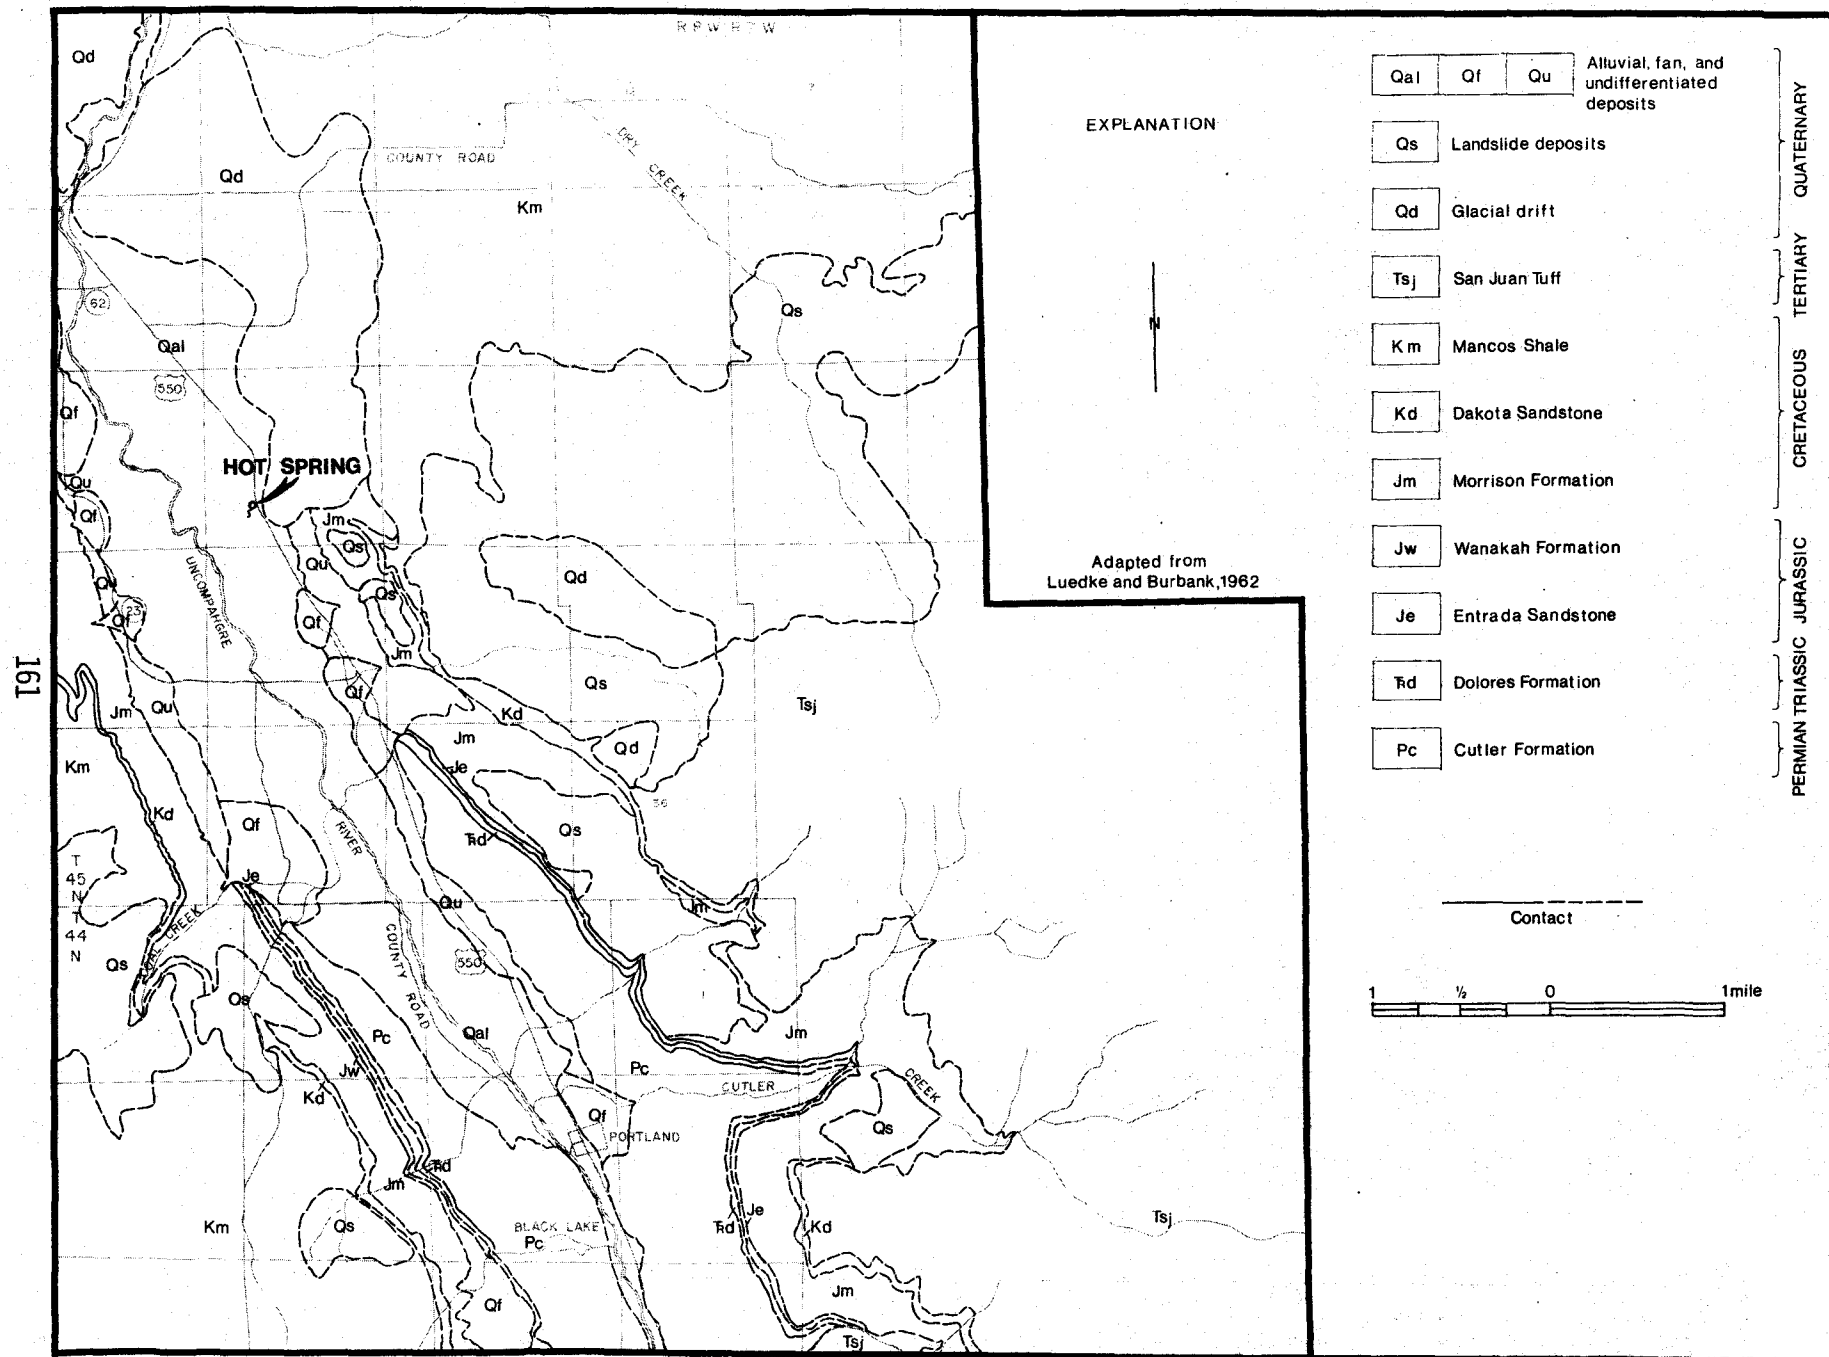 R 8 W R 7 W
Qd
Qd
COUNTY ROAD
DRY CREEK
Km
62
Qal
550
Qs
Qf
HOT SPRING
Qu
Qf
Jm
Qs
Qu
Qu
23
Qf
UNCOMPAHGRE
Qs
Qf
Jm
Qd
Qf
Qs
Tsj
Jm
Qu
Kd
Jm
Qd
Km
Je
36
Kd
Qf
RIVER
Qs
Ꞃd
T
45
N
T
44
N
Je
Qu
Jm
CREEK
Qs
COUNTY ROAD
550
Qs
Pc
Qal
Jm
Jw
Pc
Kd
CUTLER
CREEK
Qf
PORTLAND
Qs
Ꞃd
Jm
Km
Qs
BLACK LAKE
Pc
Ꞃd
Je
Kd
Tsj
Qf
Jm
Tsj
161
EXPLANATION
N
Adapted from
Luedke and Burbank,1962
Qal Qf Qu Alluvial, fan, and
undifferentiated
deposits
Qs Landslide deposits
Qd Glacial drift
Tsj San Juan Tuff
Km Mancos Shale
Kd Dakota Sandstone
Jm Morrison Formation
Jw Wanakah Formation
Je Entrada Sandstone
Ꞃd Dolores Formation
Pc Cutler Formation
QUATERNARY
TERTIARY
CRETACEOUS
JURASSIC
TRIASSIC
PERMIAN
Contact
1 ½ 0 1mile